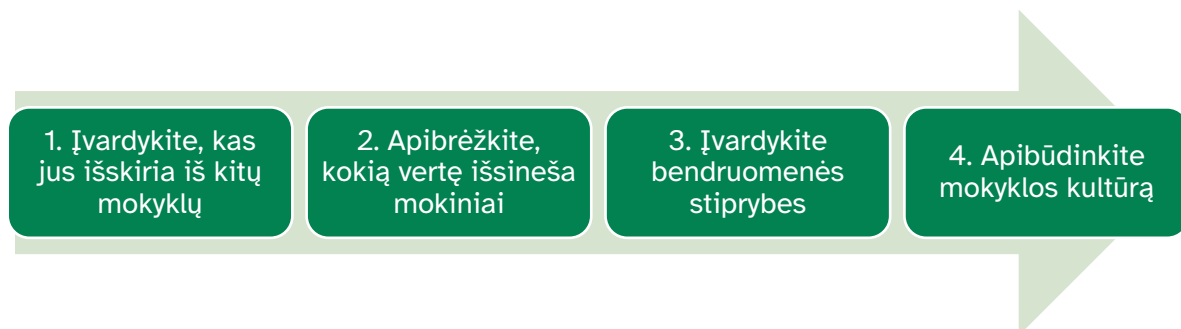 1. Įvardykite, kas
jus išskiria iš kitų
mokyklų
2. Apibrėžkite,
kokią vertę išsineša
mokiniai
3. Įvardykite
bendruomenės
stiprybes
4. Apibūdinkite
mokyklos kultūrą